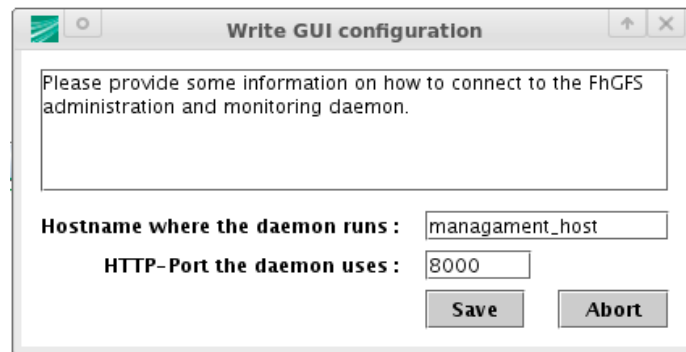 Write GUI configuration
Please provide some information on how to connect to the FhGFS
administration and monitoring daemon.
Hostname where the daemon runs : managament_host
HTTP-Port the daemon uses : 8000
Save Abort